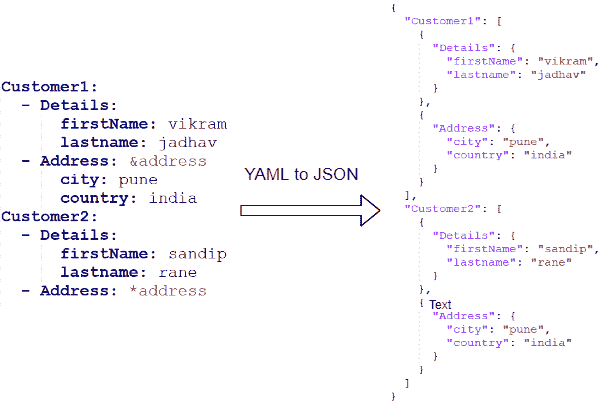 Customer1:
  - Details:
      firstName: vikram
      lastname: jadhav
  - Address: &address
      city: pune
      country: india
Customer2:
  - Details:
      firstName: sandip
      lastname: rane
  - Address: *address
YAML to JSON
{
  "Customer1": [
    {
      "Details": {
        "firstName": "vikram",
        "lastname": "jadhav"
      }
    },
    {
      "Address": {
        "city": "pune",
        "country": "india"
      }
    }
  ],
  "Customer2": [
    {
      "Details": {
        "firstName": "sandip",
        "lastname": "rane"
      }
    },
    { Text
      "Address": {
        "city": "pune",
        "country": "india"
      }
    }
  ]
}